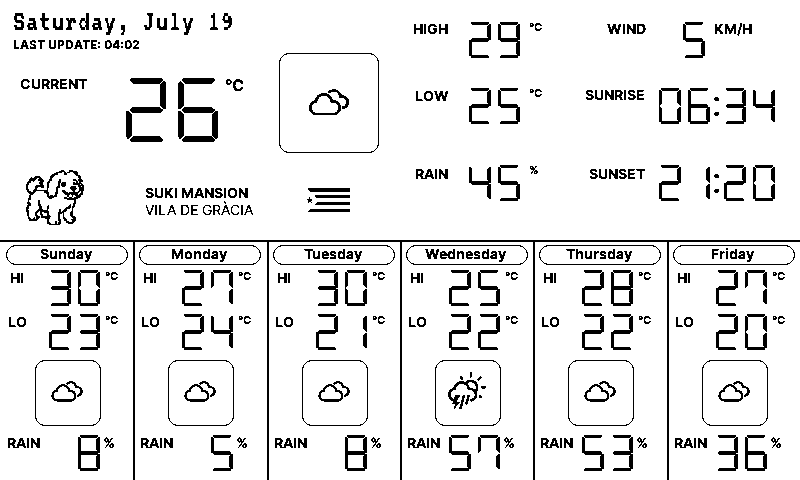 Saturday, July 19
LAST UPDATE: 04:02
CURRENT 26 °C
HIGH 29 °C
LOW 25 °C
RAIN 45 %
WIND 5 KM/H
SUNRISE 06:34
SUNSET 21:20
SUKI MANSION
VILA DE GRÀCIA
Sunday
HI 30 °C
LO 23 °C
RAIN 8 %
Monday
HI 27 °C
LO 24 °C
RAIN 5 %
Tuesday
HI 30 °C
LO 21 °C
RAIN 8 %
Wednesday
HI 25 °C
LO 22 °C
RAIN 57 %
Thursday
HI 28 °C
LO 22 °C
RAIN 53 %
Friday
HI 27 °C
LO 20 °C
RAIN 36 %